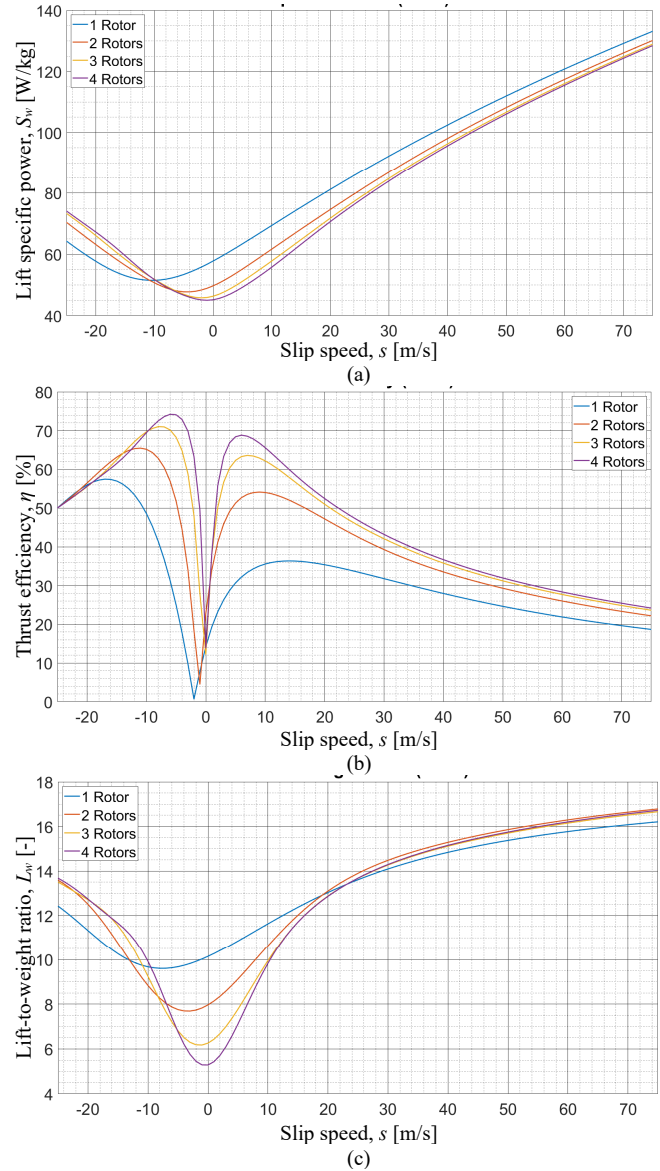 1 Rotor
2 Rotors
3 Rotors
4 Rotors
140
120
100
80
60
40
Lift specific power, S_w [W/kg]
-20 -10 0 10 20 30 40 50 60 70
Slip speed, s [m/s]
(a)
80
70
60
50
40
30
20
10
0
Thrust efficiency, η [%]
1 Rotor
2 Rotors
3 Rotors
4 Rotors
-20 -10 0 10 20 30 40 50 60 70
Slip speed, s [m/s]
(b)
18
16
14
12
10
8
6
4
Lift-to-weight ratio, L_w [-]
1 Rotor
2 Rotors
3 Rotors
4 Rotors
-20 -10 0 10 20 30 40 50 60 70
Slip speed, s [m/s]
(c)